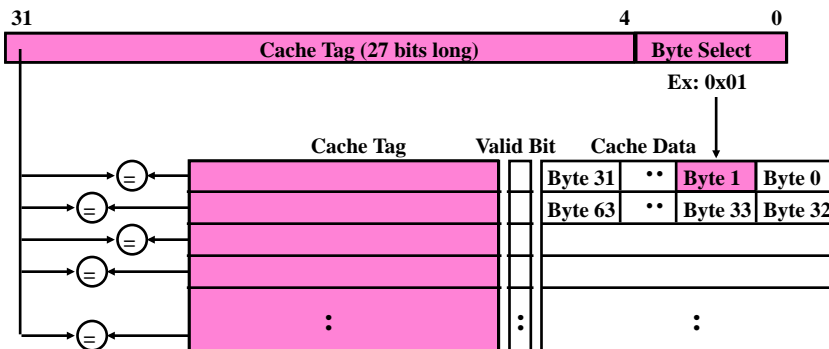 31 4 0
Cache Tag (27 bits long) Byte Select
Ex: 0x01
Cache Tag Valid Bit Cache Data
= Byte 31 ·· Byte 1 Byte 0
= Byte 63 ·· Byte 33 Byte 32
=
=
: : :
=